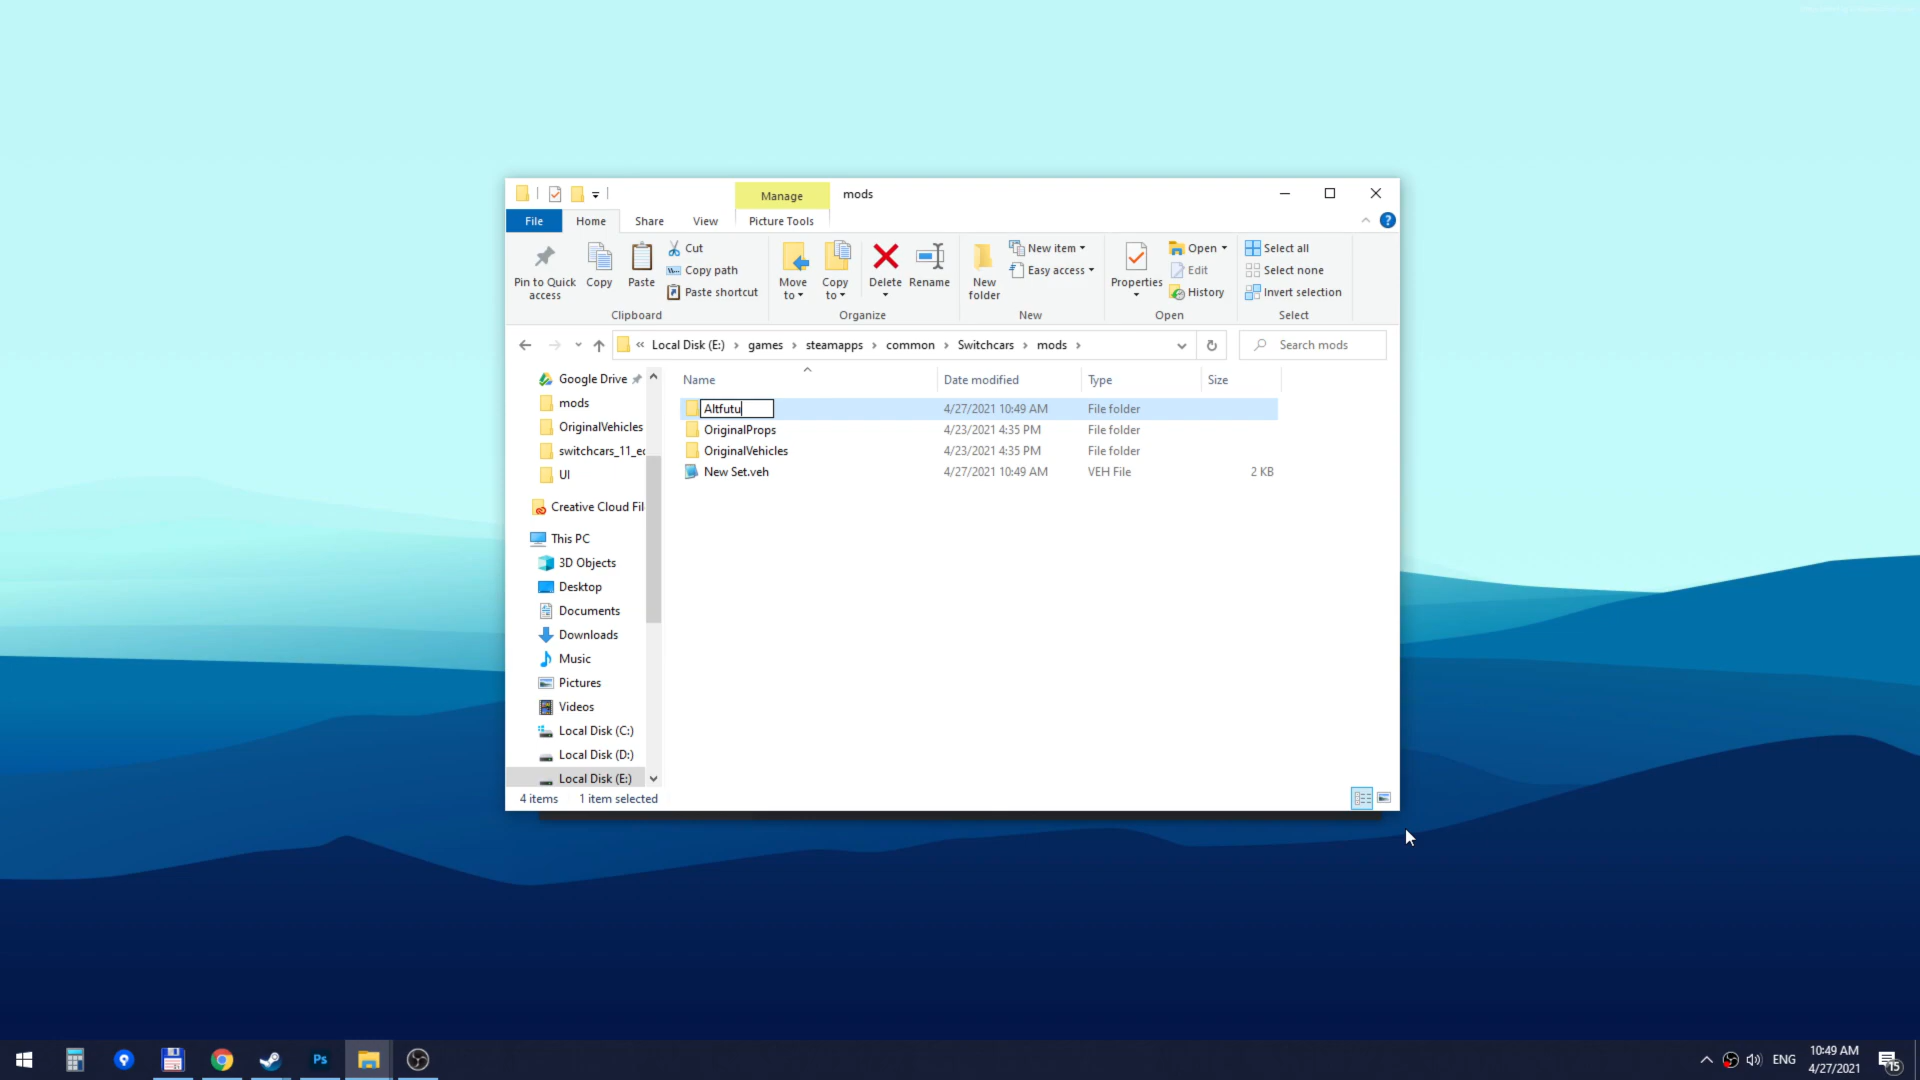 Manage
mods
File
Home
Share
View
Picture Tools
Pin to Quick access
Copy
Paste
Cut
Copy path
Paste shortcut
Clipboard
Move to
Copy to
Delete
Rename
Organize
New folder
New item
Easy access
New
Properties
Open
Edit
History
Open
Select all
Select none
Invert selection
Select
« Local Disk (E:) › games › steamapps › common › Switchcars › mods ›
Search mods
Name
Date modified
Type
Size
Altfutu 4/27/2021 10:49 AM File folder
OriginalProps 4/23/2021 4:35 PM File folder
OriginalVehicles 4/23/2021 4:35 PM File folder
New Set.veh 4/27/2021 10:49 AM VEH File 2 KB
Google Drive
mods
OriginalVehicles
switchcars_11_ec
UI
Creative Cloud Fil
This PC
3D Objects
Desktop
Documents
Downloads
Music
Pictures
Videos
Local Disk (C:)
Local Disk (D:)
Local Disk (E:)
4 items 1 item selected
Ps
ENG
10:49 AM
4/27/2021
15